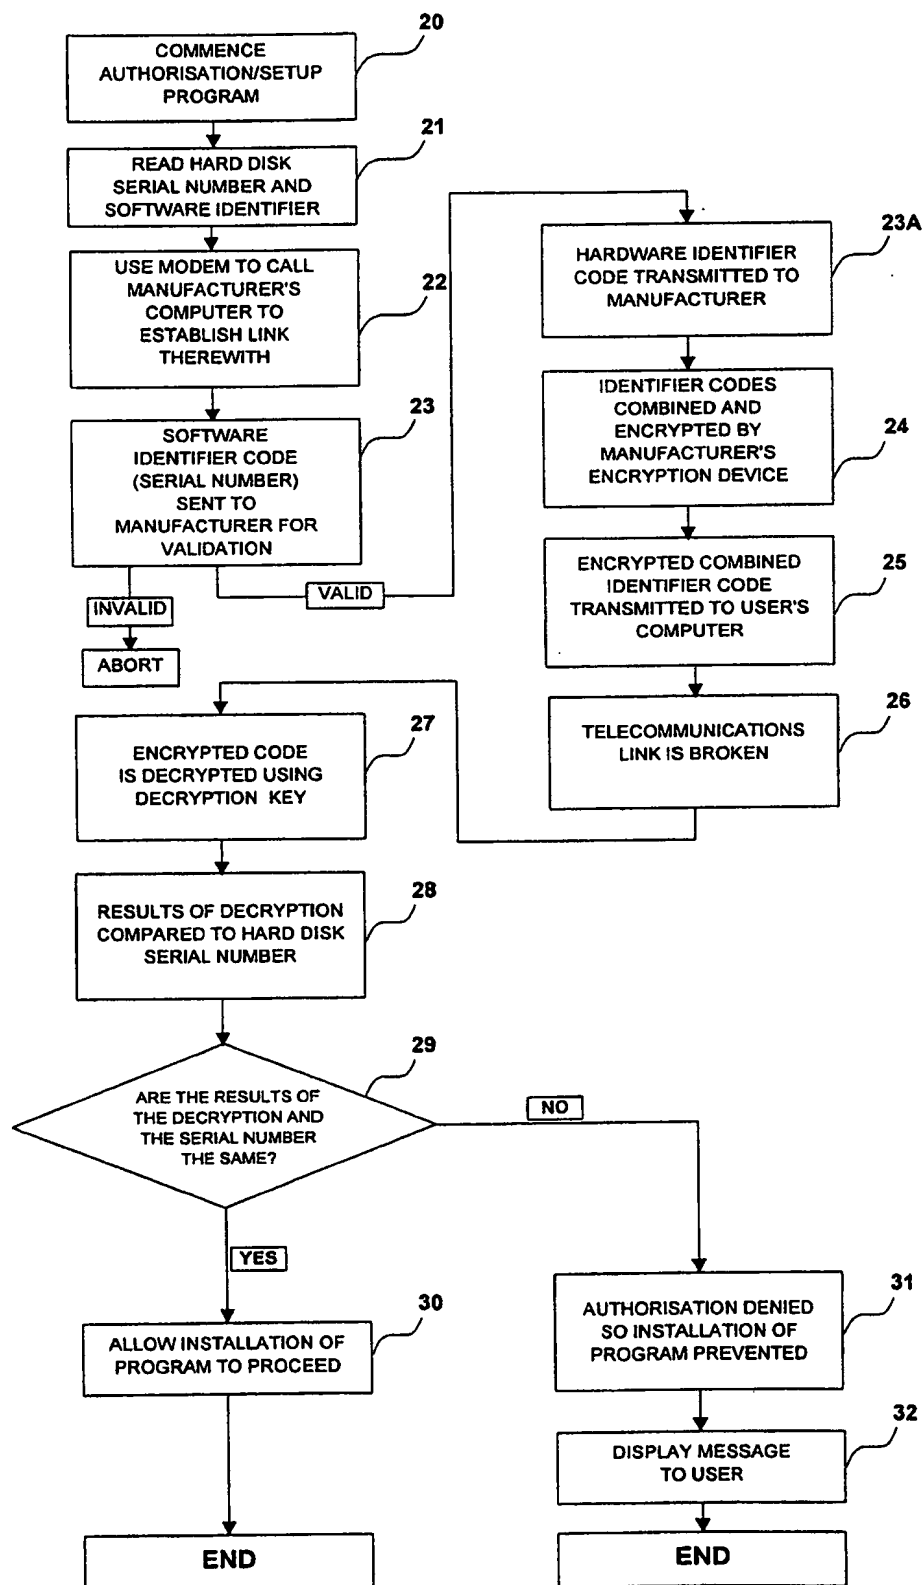 20
COMMENCE
AUTHORISATION/SETUP
PROGRAM
21
READ HARD DISK
SERIAL NUMBER AND
SOFTWARE IDENTIFIER
22
USE MODEM TO CALL
MANUFACTURER'S
COMPUTER TO
ESTABLISH LINK
THEREWITH
23
SOFTWARE
IDENTIFIER CODE
(SERIAL NUMBER)
SENT TO
MANUFACTURER FOR
VALIDATION
INVALID
VALID
ABORT
23A
HARDWARE IDENTIFIER
CODE TRANSMITTED TO
MANUFACTURER
24
IDENTIFIER CODES
COMBINED AND
ENCRYPTED BY
MANUFACTURER'S
ENCRYPTION DEVICE
25
ENCRYPTED COMBINED
IDENTIFIER CODE
TRANSMITTED TO USER'S
COMPUTER
26
TELECOMMUNICATIONS
LINK IS BROKEN
27
ENCRYPTED CODE
IS DECRYPTED USING
DECRYPTION KEY
28
RESULTS OF DECRYPTION
COMPARED TO HARD DISK
SERIAL NUMBER
29
ARE THE RESULTS OF
THE DECRYPTION AND
THE SERIAL NUMBER
THE SAME?
NO
YES
30
ALLOW INSTALLATION OF
PROGRAM TO PROCEED
END
31
AUTHORISATION DENIED
SO INSTALLATION OF
PROGRAM PREVENTED
32
DISPLAY MESSAGE
TO USER
END